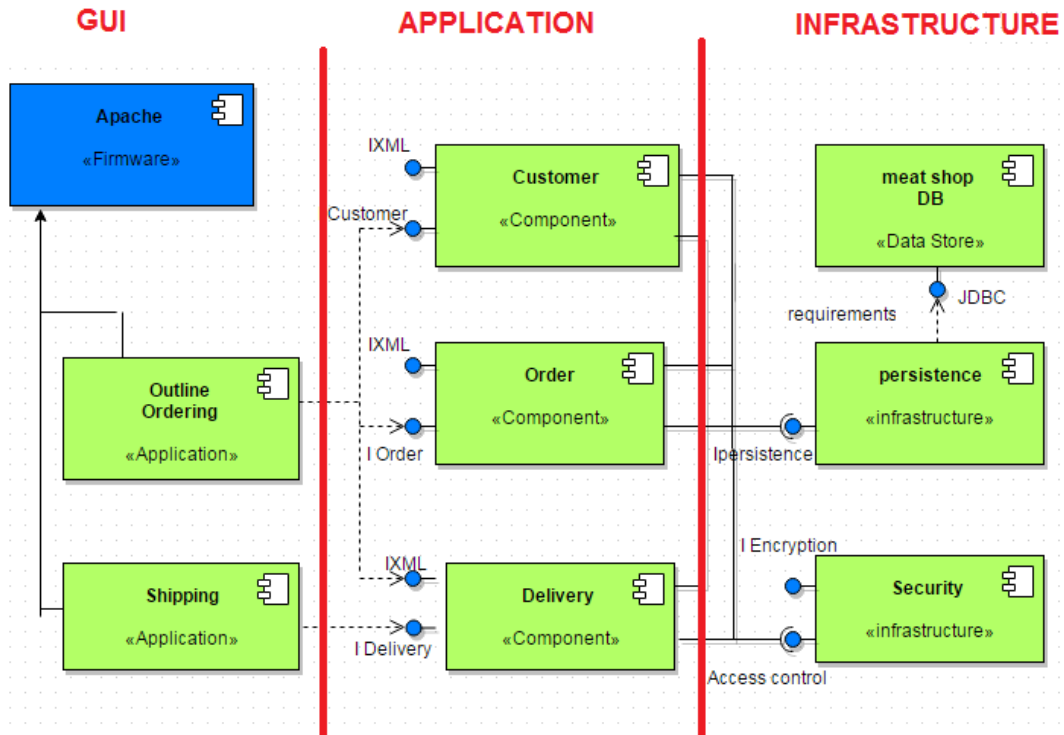 GUI
APPLICATION
INFRASTRUCTURE
Apache
«Firmware»
IXML
Customer
Customer
«Component»
meat shop
DB
«Data Store»
JDBC
requirements
Outline
Ordering
«Application»
IXML
I Order
Order
«Component»
persistence
«infrastructure»
Ipersistence
Shipping
«Application»
IXML
I Delivery
Delivery
«Component»
I Encryption
Security
«infrastructure»
Access control